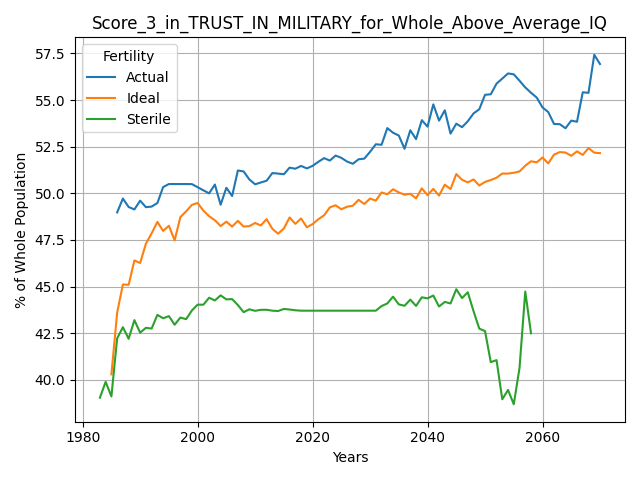 Score_3_in_TRUST_IN_MILITARY_for_Whole_Above_Average_IQ
Fertility
Actual
Ideal
Sterile
% of Whole Population
57.5
55.0
52.5
50.0
47.5
45.0
42.5
40.0
1980
2000
2020
2040
2060
Years